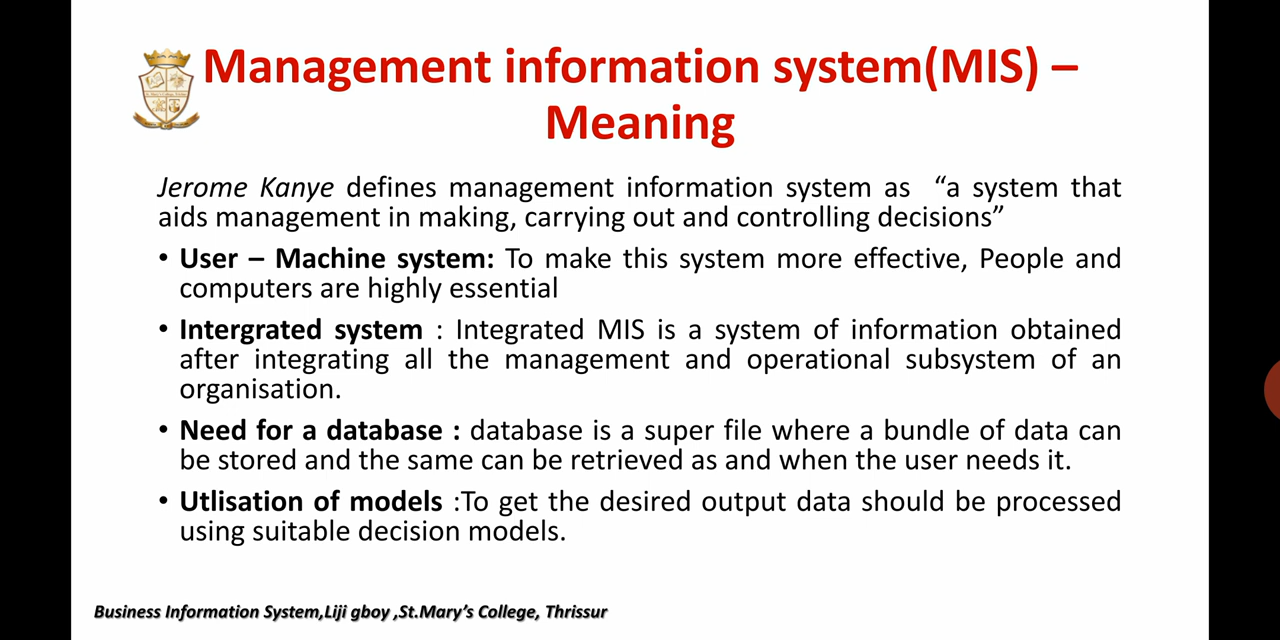 Management information system(MIS) –
Meaning
Jerome Kanye defines management information system as “a system that
aids management in making, carrying out and controlling decisions”
• User – Machine system: To make this system more effective, People and
computers are highly essential
• Intergrated system : Integrated MIS is a system of information obtained
after integrating all the management and operational subsystem of an
organisation.
• Need for a database : database is a super file where a bundle of data can
be stored and the same can be retrieved as and when the user needs it.
• Utlisation of models :To get the desired output data should be processed
using suitable decision models.
Business Information System,Liji gboy ,St.Mary’s College, Thrissur